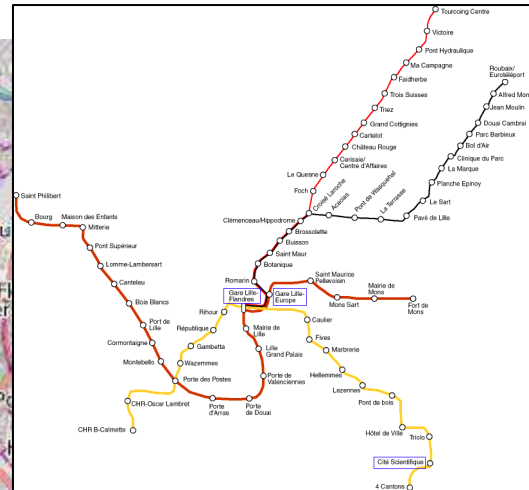 Tourcoing Centre
Victoire
Pont Hydraulique
Ma Campagne
Faidherbe
Trois Suisses
Triez
Grand Cottignies
Cartelot
Château Rouge
Cerisaie/
Centre d'Affaires
Le Quesne
Foch
Croisé Laroche
Roubaix/
Eurotéléport
Alfred Mon
Jean Moulin
Douai Cambrai
Parc Barbieux
Bol d'Air
Clinique du Parc
La Marque
Planche Epinoy
Le Sart
Pavé de Lille
La Terrasse
Pont de Wasquehal
Acacias
Clémenceau/Hippodrome
Brossolette
Buisson
Saint Maur
Botanique
Romarin
Saint Philibert
Bourg
Maison des Enfants
Mitterie
Pont Supérieur
Lomme-Lambersart
Canteleu
Bois Blancs
Port de
Lille
Cormontaigne
Montebello
Porte des Postes
Porte
d'Arras
Porte
de Douai
Porte de
Valenciennes
Lille
Grand Palais
Mairie de
Lille
Gare Lille-
Flandres
Gare Lille-
Europe
Saint Maurice
Pellevoisin
Mons Sart
Mairie de
Mons
Fort de
Mons
Rihour
République
Gambetta
Wazemmes
CHR-Oscar Lambret
CHR B-Calmette
Caulier
Fives
Marbrerie
Hellemmes
Lezennes
Pont de bois
Hôtel de Ville
Triolo
Cité Scientifique
4 Cantons